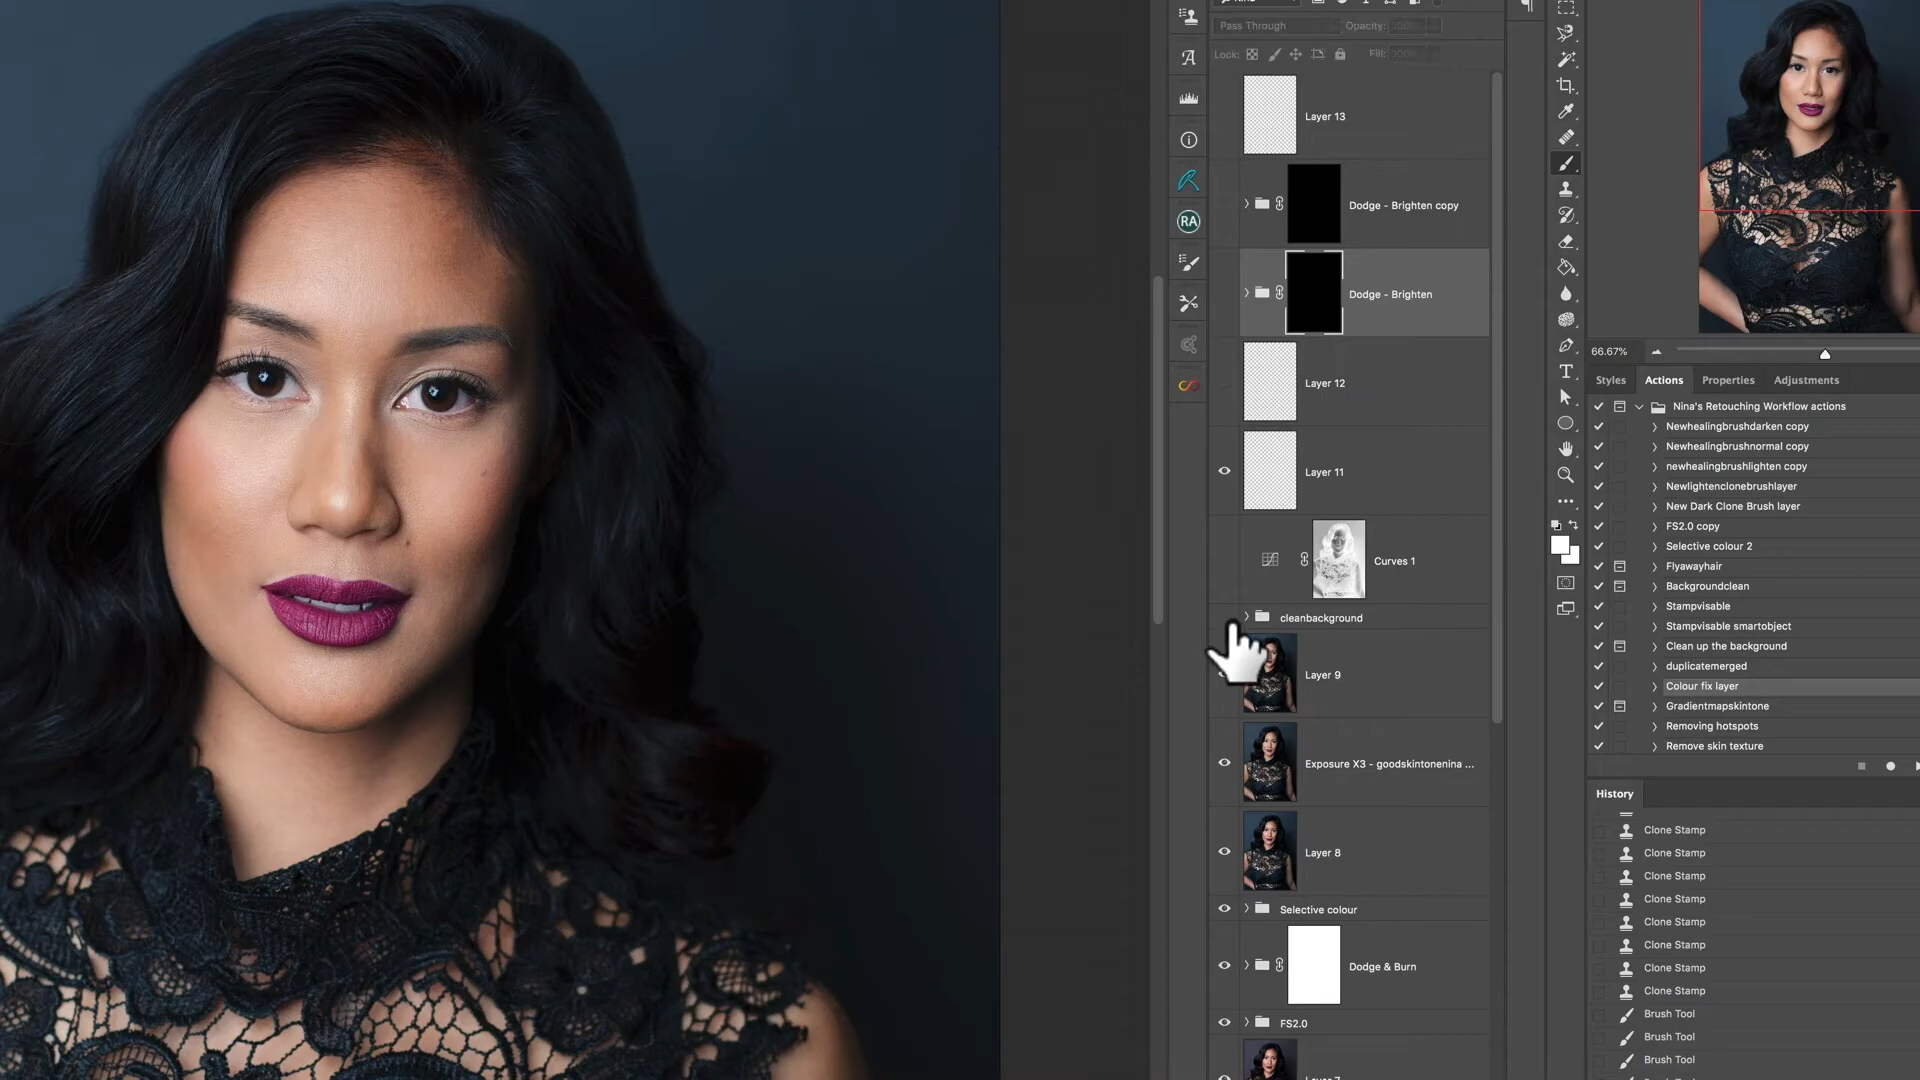 Pass Through Opacity: 100%
Lock: Fill: 100%
Layer 13
Dodge - Brighten copy
Dodge - Brighten
Layer 12
Layer 11
Curves 1
cleanbackground
Layer 9
Exposure X3 - goodskintonenina ...
Layer 8
Selective colour
Dodge & Burn
FS2.0
A
RA
T
66.67%
Styles Actions Properties Adjustments
Nina's Retouching Workflow actions
Newhealingbrushdarken copy
Newhealingbrushnormal copy
newhealingbrushlighten copy
Newlightenclonebrushlayer
New Dark Clone Brush layer
FS2.0 copy
Selective colour 2
Flyawayhair
Backgroundclean
Stampvisable
Stampvisable smartobject
Clean up the background
duplicatemerged
Colour fix layer
Gradientmapskintone
Removing hotspots
Remove skin texture
History
Clone Stamp
Clone Stamp
Clone Stamp
Clone Stamp
Clone Stamp
Clone Stamp
Clone Stamp
Clone Stamp
Brush Tool
Brush Tool
Brush Tool